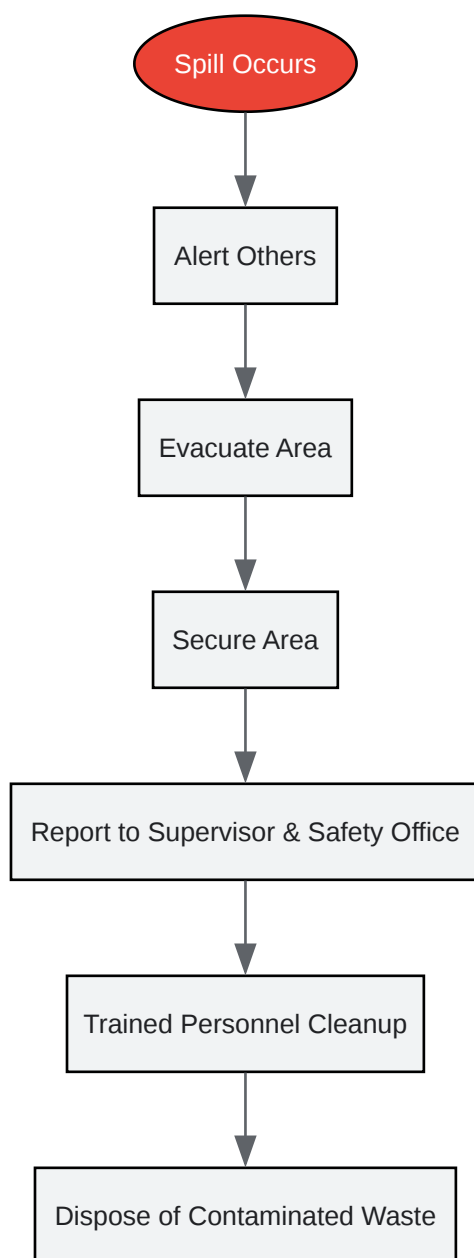 Spill Occurs
Alert Others
Evacuate Area
Secure Area
Report to Supervisor & Safety Office
Trained Personnel Cleanup
Dispose of Contaminated Waste